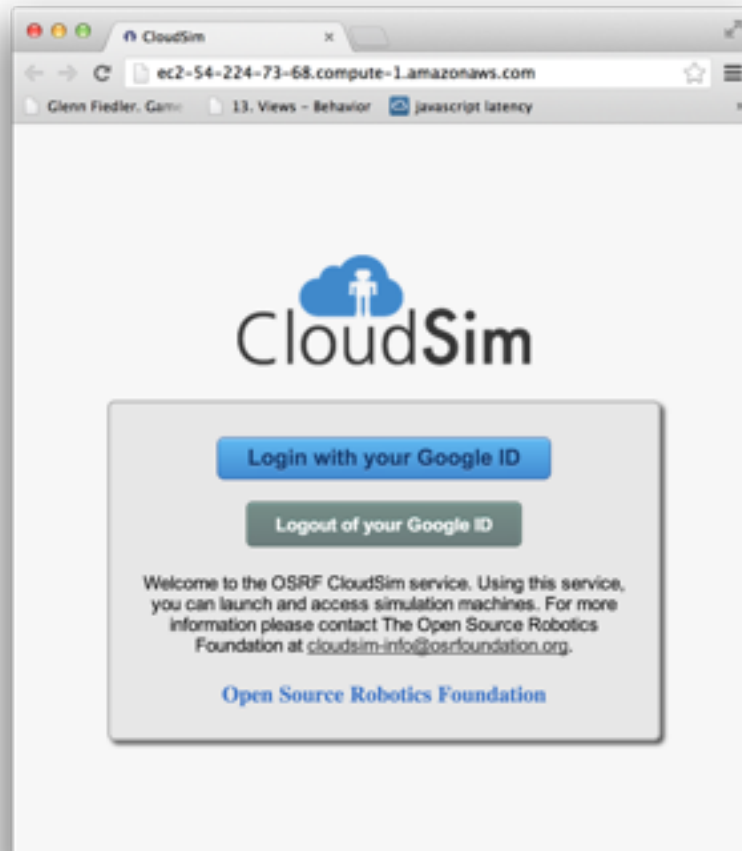 CloudSim
ec2-54-224-73-68.compute-1.amazonaws.com
Glenn Fiedler. Game 13. Views - Behavior javascript latency
CloudSim
Login with your Google ID
Logout of your Google ID
Welcome to the OSRF CloudSim service. Using this service,
you can launch and access simulation machines. For more
information please contact The Open Source Robotics
Foundation at cloudsim-info@osrfoundation.org.
Open Source Robotics Foundation